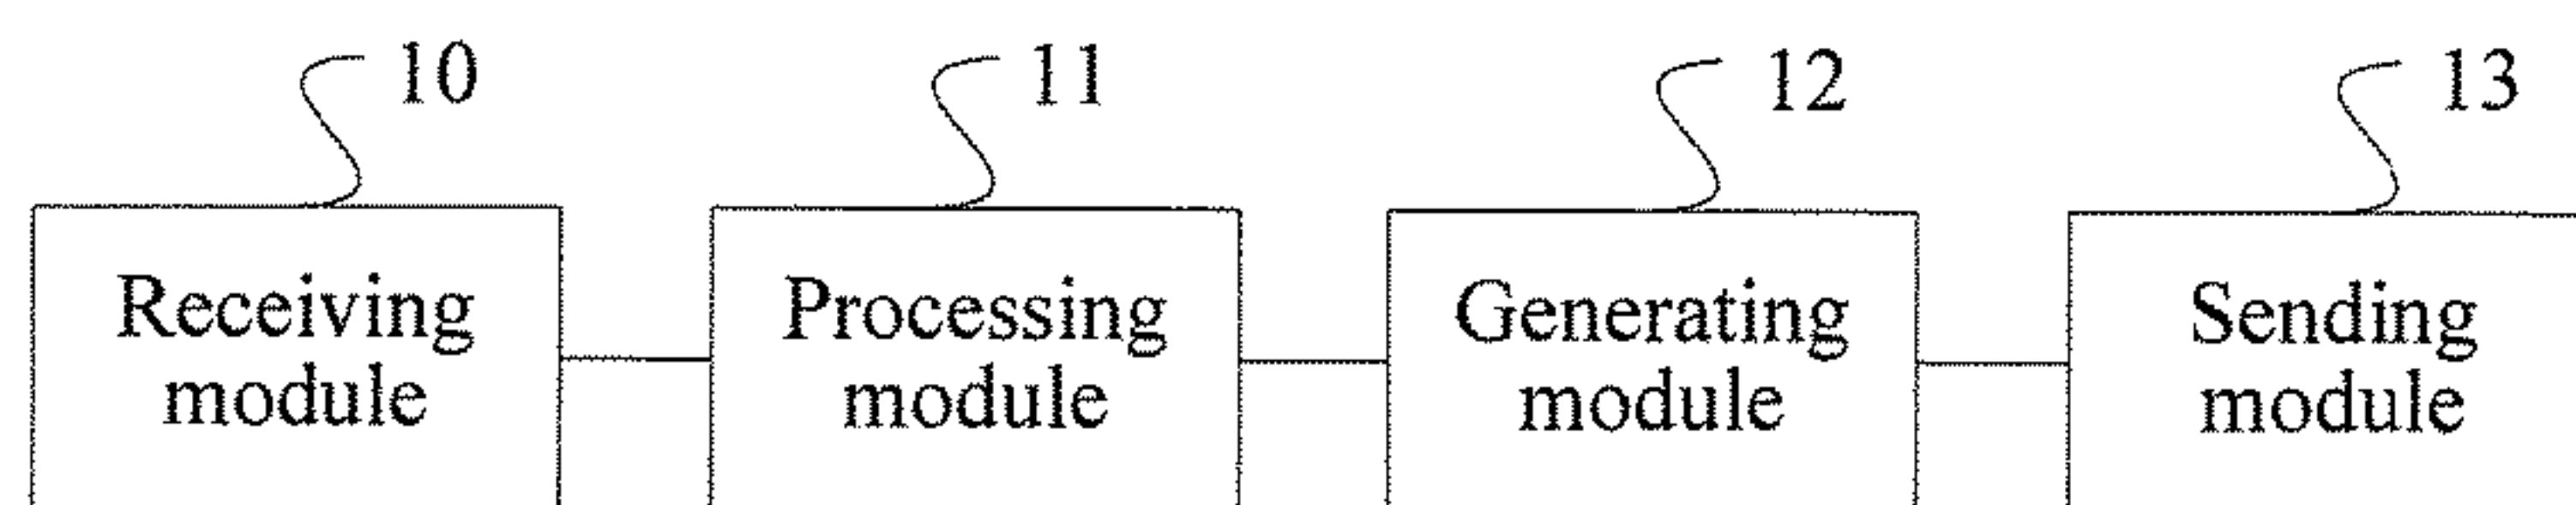 10
11
12
13
Receiving
module
Processing
module
Generating
module
Sending
module